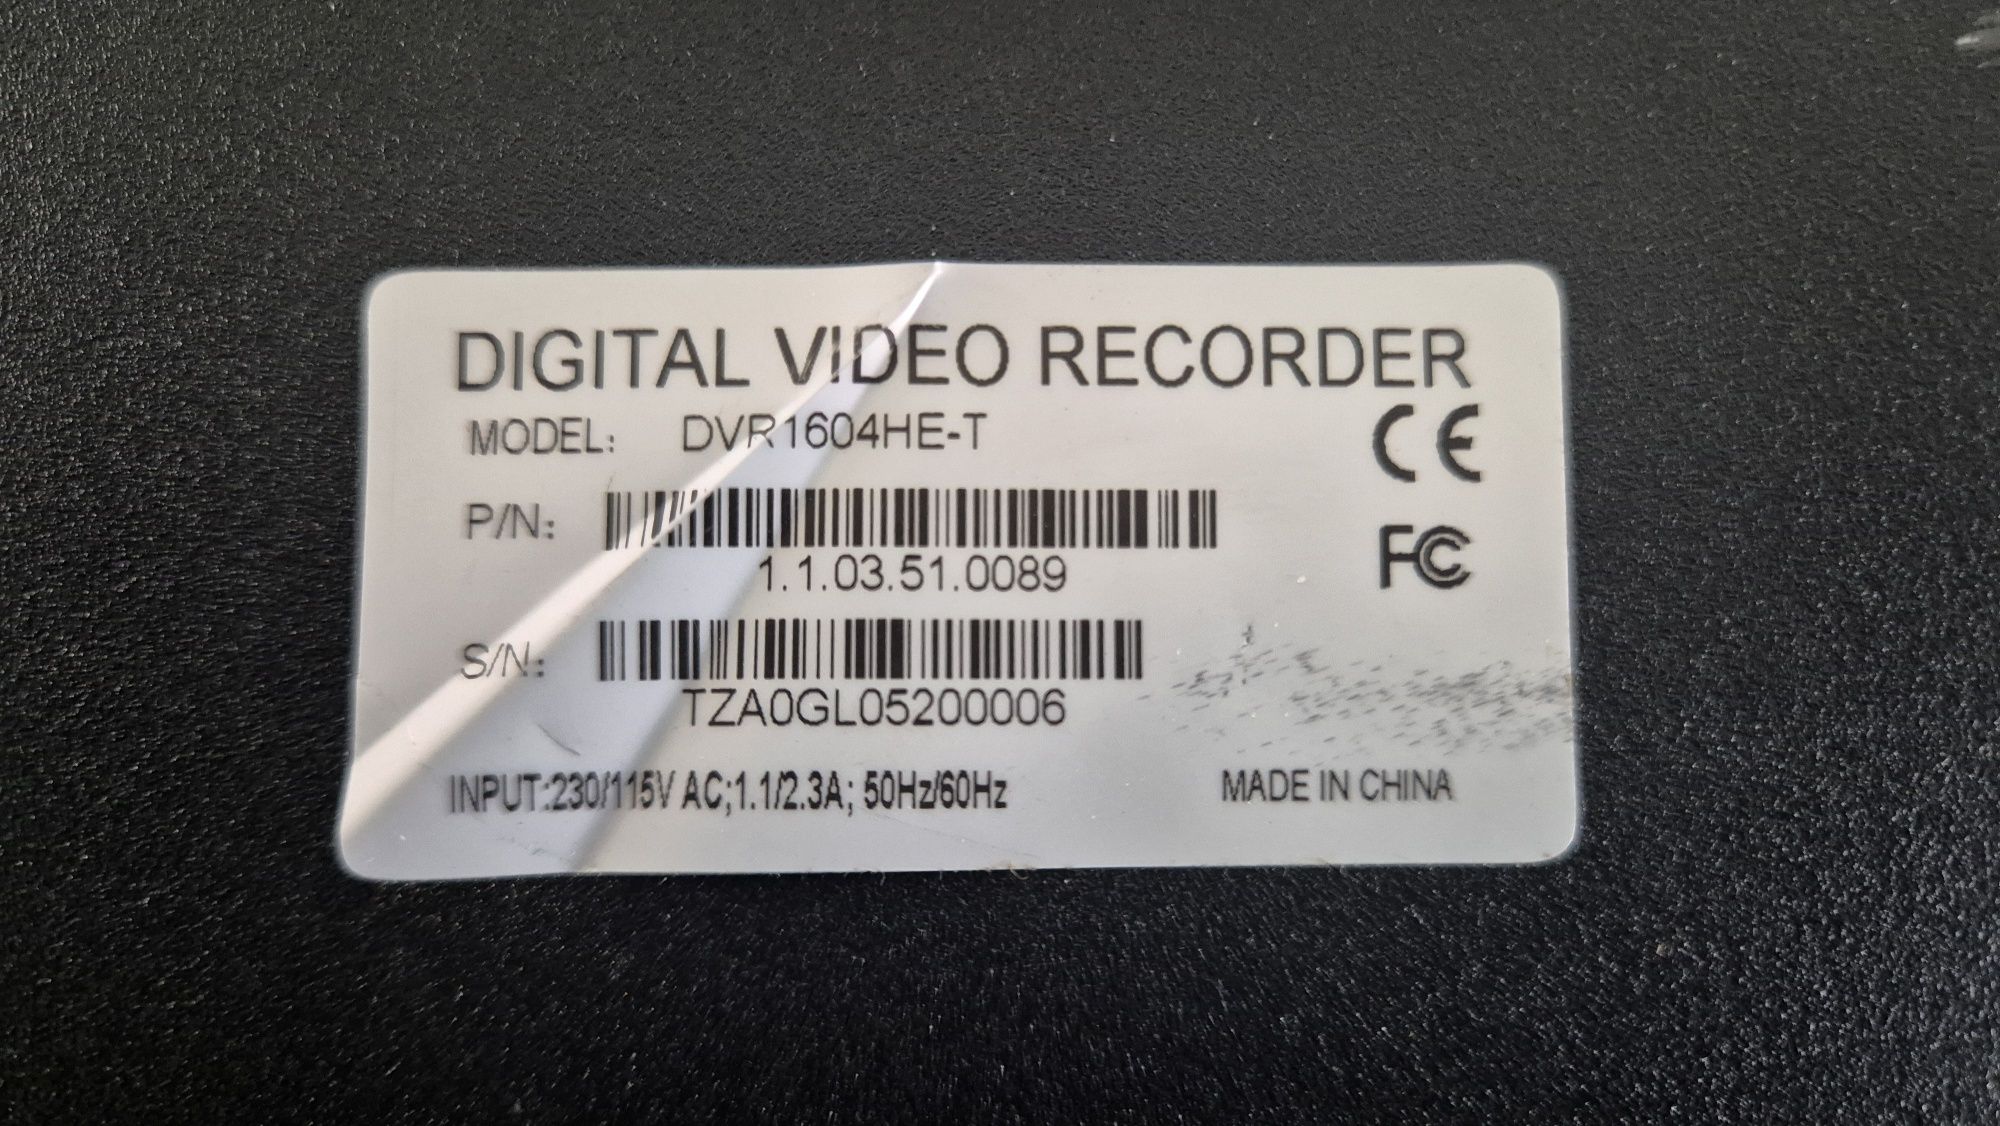 DIGITAL VIDEO RECORDER
MODEL: DVR1604HE-T
CE
P/N:
1.1.03.51.0089
FC
S/N:
TZA0GL05200006
INPUT:230/115V AC;1.1/2.3A; 50Hz/60Hz
MADE IN CHINA